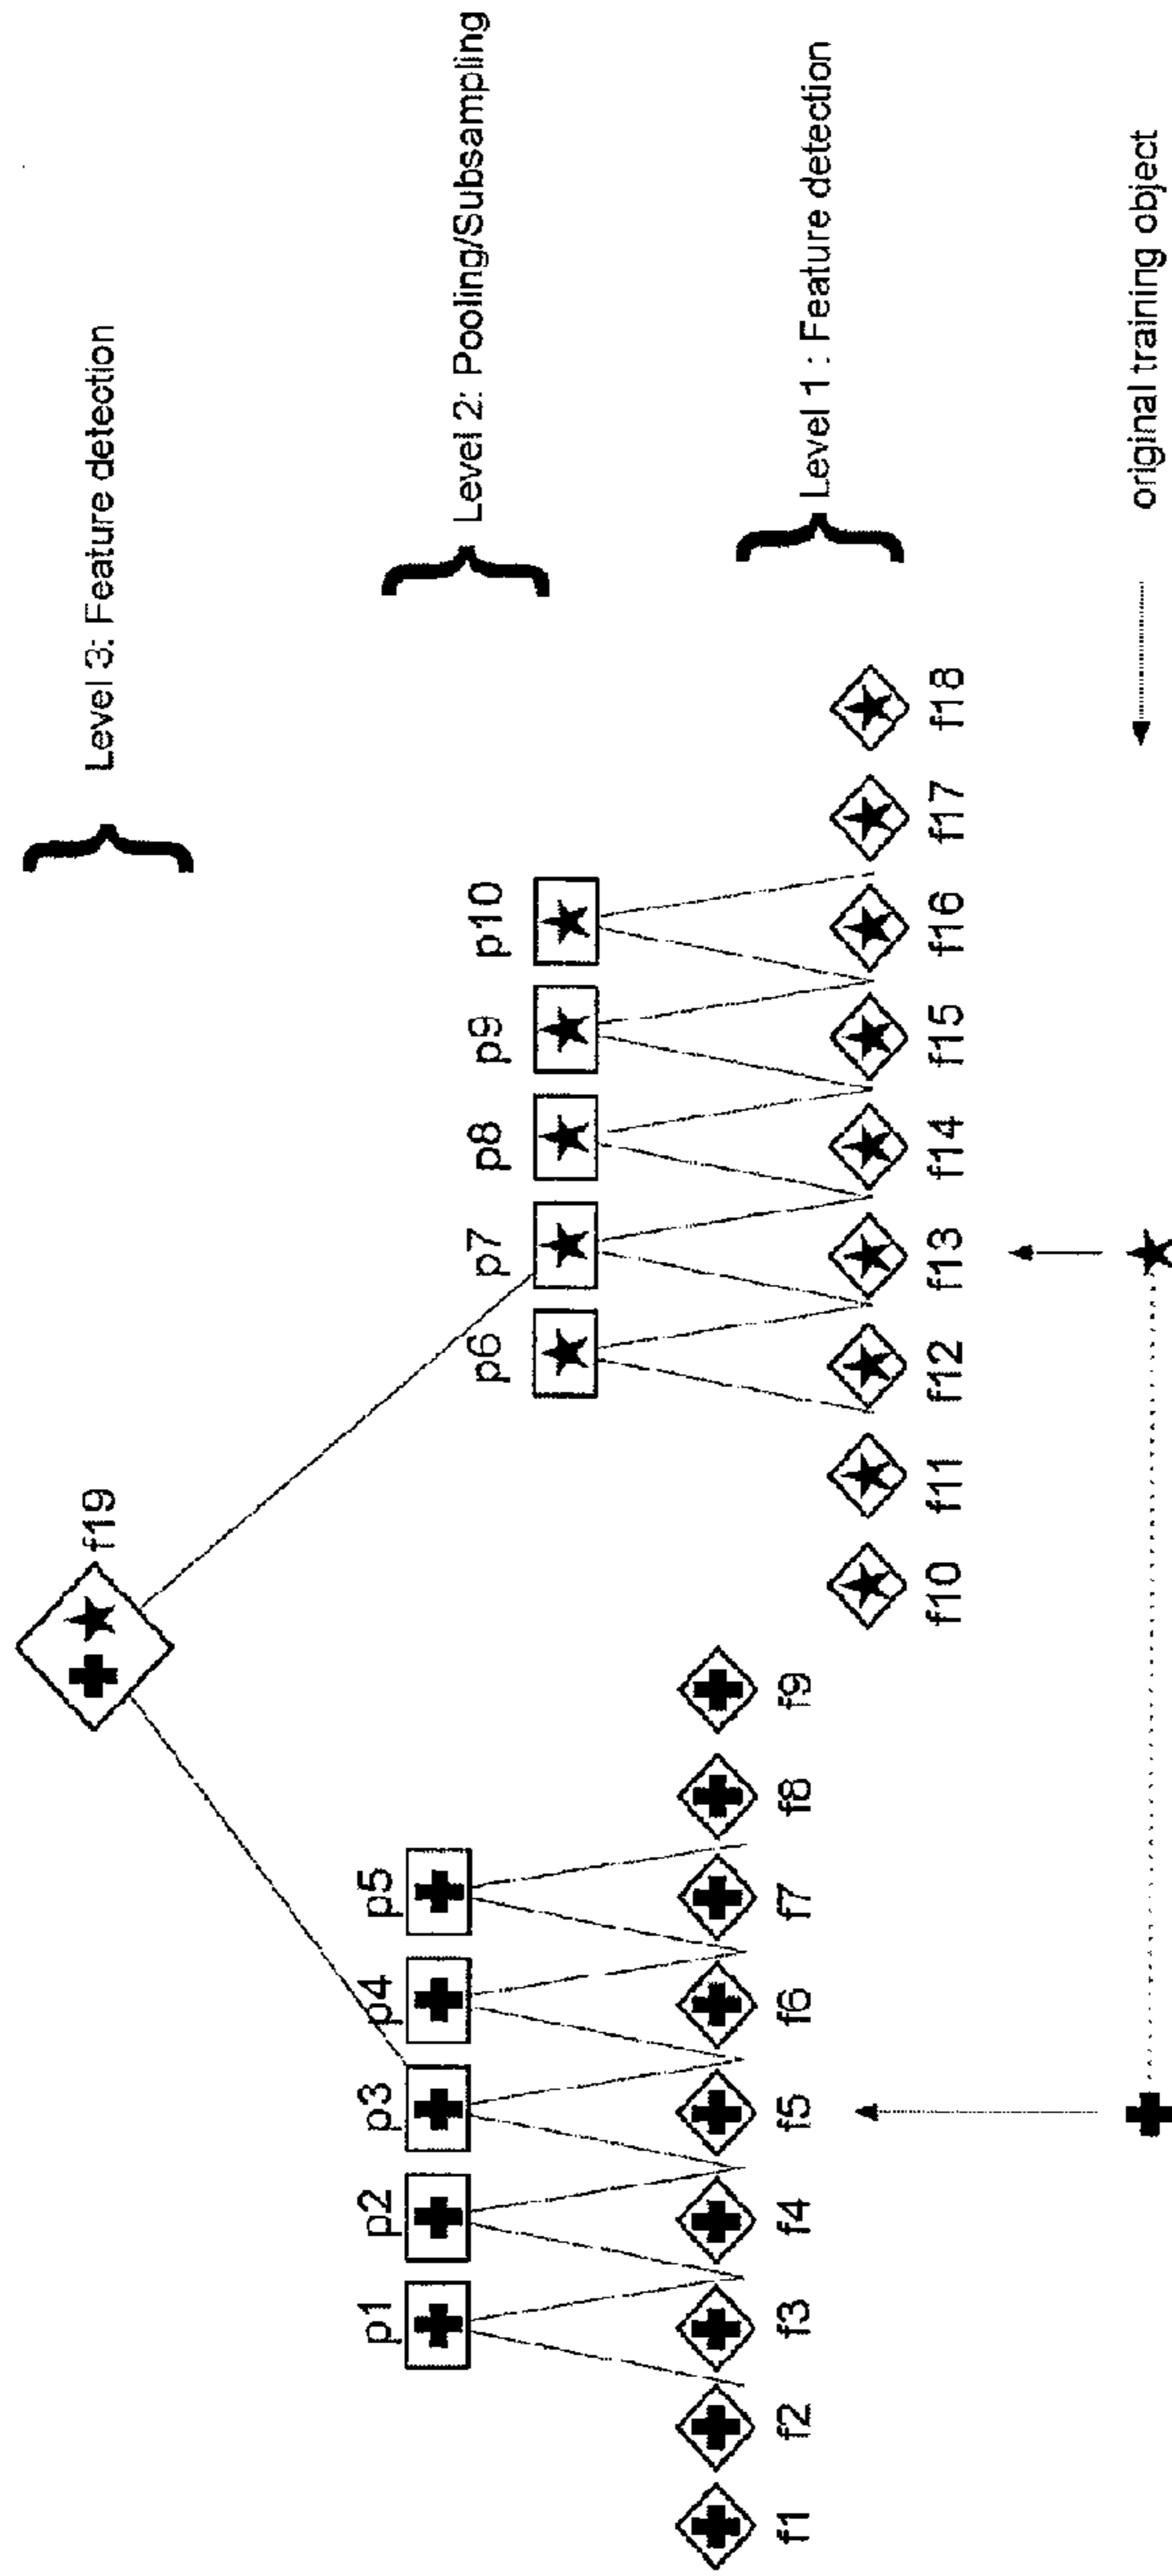 Level 3: Feature detection
f19
Level 2: Pooling/Subsampling
p1 p2 p3 p4 p5
p6 p7 p8 p9 p10
Level 1 : Feature detection
f1 f2 f3 f4 f5 f6 f7 f8 f9
f10 f11 f12 f13 f14 f15 f16 f17 f18
original training object